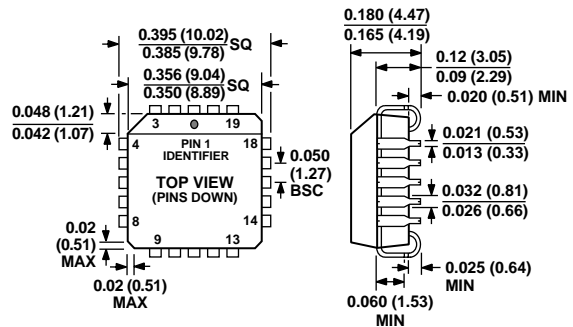 0.395 (10.02)
0.385 (9.78)
SQ
0.356 (9.04)
0.350 (8.89)
SQ
0.048 (1.21)
0.042 (1.07)
3
19
4
PIN 1
IDENTIFIER
18
TOP VIEW
(PINS DOWN)
0.050
(1.27)
BSC
8
14
9
13
0.02
(0.51)
MAX
0.02 (0.51)
MAX
0.180 (4.47)
0.165 (4.19)
0.12 (3.05)
0.09 (2.29)
0.020 (0.51) MIN
0.021 (0.53)
0.013 (0.33)
0.032 (0.81)
0.026 (0.66)
0.025 (0.64)
MIN
0.060 (1.53)
MIN